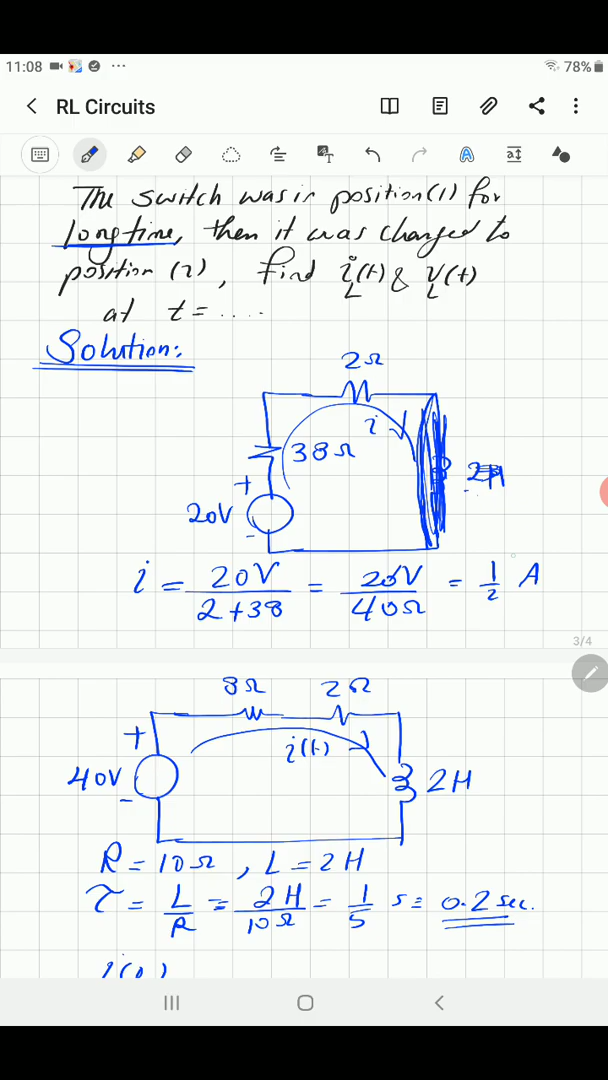 11:08
78%
RL Circuits
The switch was in position (1) for
long time, then it was changed to
position (2), find i_L(t) & V_L(t)
at t = ....
Solution:
2Ω
i
38Ω
2H
+
20V
-
i = 20V / 2+38 = 20V / 40Ω = 1/2 A
3/4
8Ω 2Ω
+
i(t)
40V
2H
-
R = 10Ω , L = 2H
τ = L/R = 2H / 10Ω = 1/5 s = 0.2 sec.
i(0)